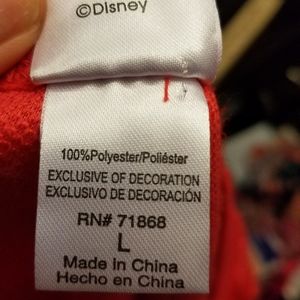 ©Disney
100%Polyester/Poliéster
EXCLUSIVE OF DECORATION
EXCLUSIVO DE DECORACIÓN
RN# 71868
L
Made in China
Hecho en China